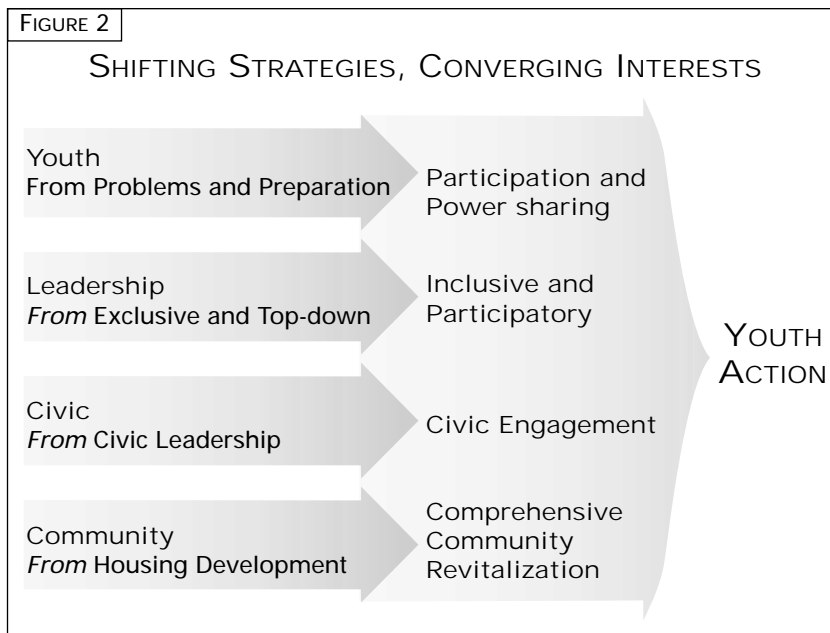 FIGURE 2
SHIFTING STRATEGIES, CONVERGING INTERESTS
Youth
From Problems and Preparation
Participation and
Power sharing
Leadership
From Exclusive and Top-down
Inclusive and
Participatory
Civic
From Civic Leadership
Civic Engagement
Community
From Housing Development
Comprehensive
Community
Revitalization
YOUTH
ACTION